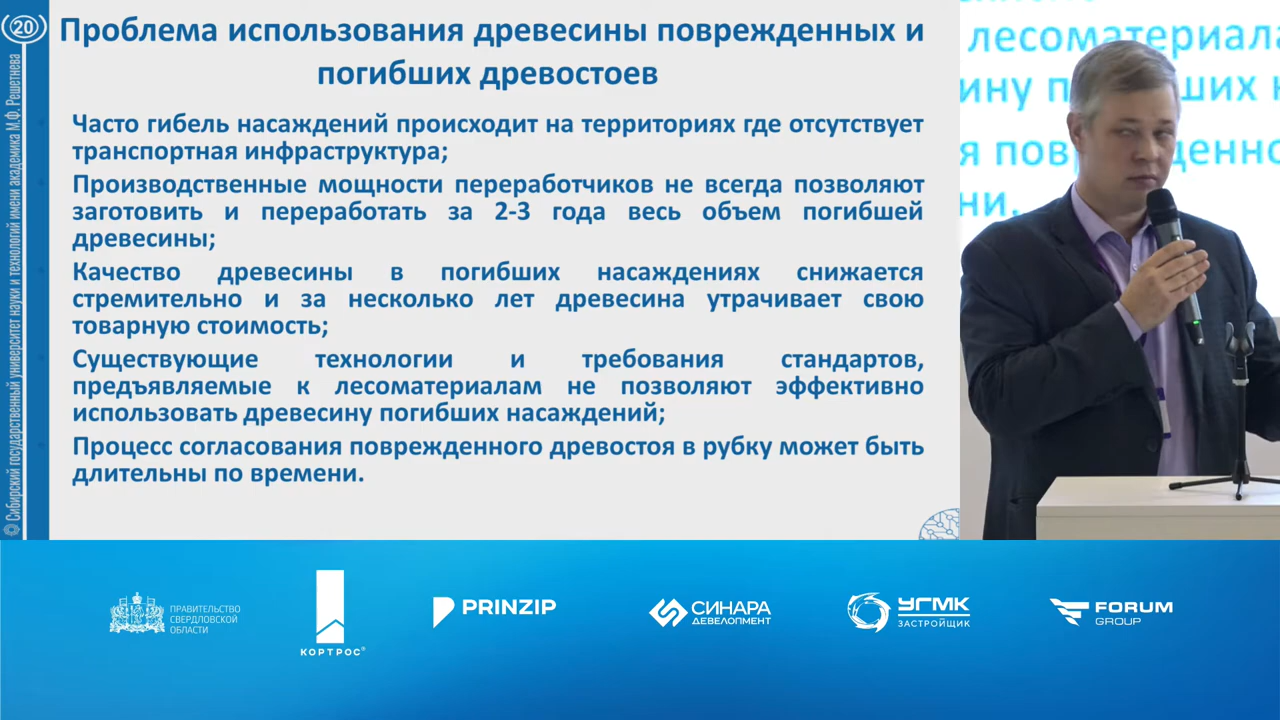 20
Сибирский государственный университет науки и технологий имени академика М.Ф. Решетнева
Проблема использования древесины поврежденных и
погибших древостоев
Часто гибель насаждений происходит на территориях где отсутствует
транспортная инфраструктура;
Производственные мощности переработчиков не всегда позволяют
заготовить и переработать за 2-3 года весь объем погибшей
древесины;
Качество древесины в погибших насаждениях снижается
стремительно и за несколько лет древесина утрачивает свою
товарную стоимость;
Существующие технологии и требования стандартов,
предъявляемые к лесоматериалам не позволяют эффективно
использовать древесину погибших насаждений;
Процесс согласования поврежденного древостоя в рубку может быть
длительны по времени.
лесоматериала
ПРАВИТЕЛЬСТВО
СВЕРДЛОВСКОЙ
ОБЛАСТИ
КОРТРОС®
PRINZIP
СИНАРА
ДЕВЕЛОПМЕНТ
УГМК
ЗАСТРОЙЩИК
FORUM
GROUP